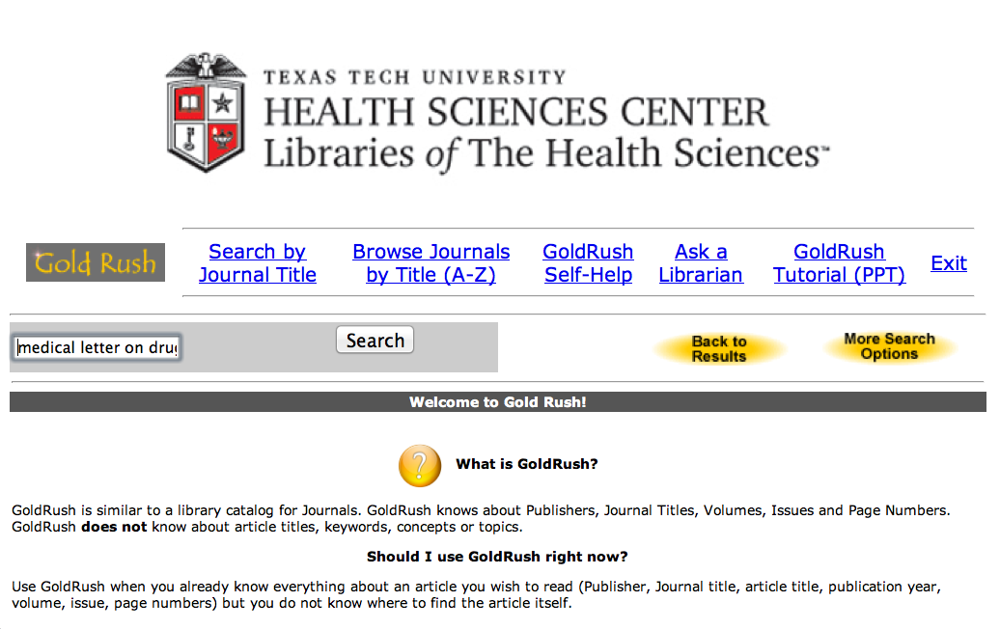 TEXAS TECH UNIVERSITY
HEALTH SCIENCES CENTER
Libraries of The Health Sciences™
Gold Rush
Search by
Journal Title
Browse Journals
by Title (A-Z)
GoldRush
Self-Help
Ask a
Librarian
GoldRush
Tutorial (PPT)
Exit
medical letter on drug
Search
Back to
Results
More Search
Options
Welcome to Gold Rush!
?
What is GoldRush?
GoldRush is similar to a library catalog for Journals. GoldRush knows about Publishers, Journal Titles, Volumes, Issues and Page Numbers.
GoldRush does not know about article titles, keywords, concepts or topics.
Should I use GoldRush right now?
Use GoldRush when you already know everything about an article you wish to read (Publisher, Journal title, article title, publication year,
volume, issue, page numbers) but you do not know where to find the article itself.